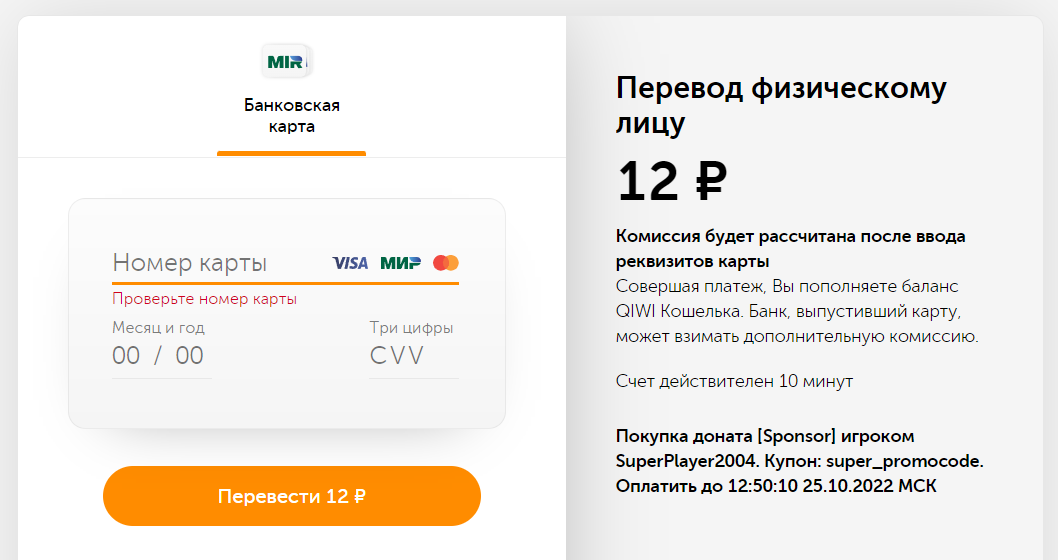 MIR
Банковская
карта
Номер карты VISA МИР
Проверьте номер карты
Месяц и год Три цифры
00 / 00 CVV
Перевести 12 ₽
Перевод физическому
лицу
12 ₽
Комиссия будет рассчитана после ввода
реквизитов карты
Совершая платеж, Вы пополняете баланс
QIWI Кошелька. Банк, выпустивший карту,
может взимать дополнительную комиссию.
Счет действителен 10 минут
Покупка доната [Sponsor] игроком
SuperPlayer2004. Купон: super_promocode.
Оплатить до 12:50:10 25.10.2022 МСК